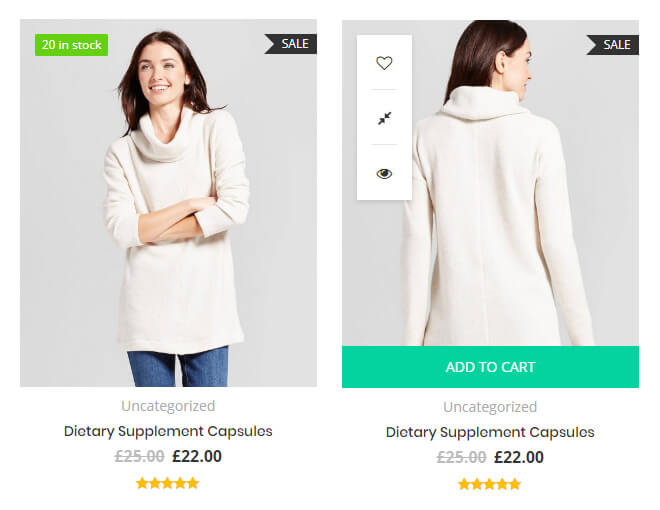 20 in stock
SALE
Uncategorized
Dietary Supplement Capsules
£25.00 £22.00
SALE
ADD TO CART
Uncategorized
Dietary Supplement Capsules
£25.00 £22.00